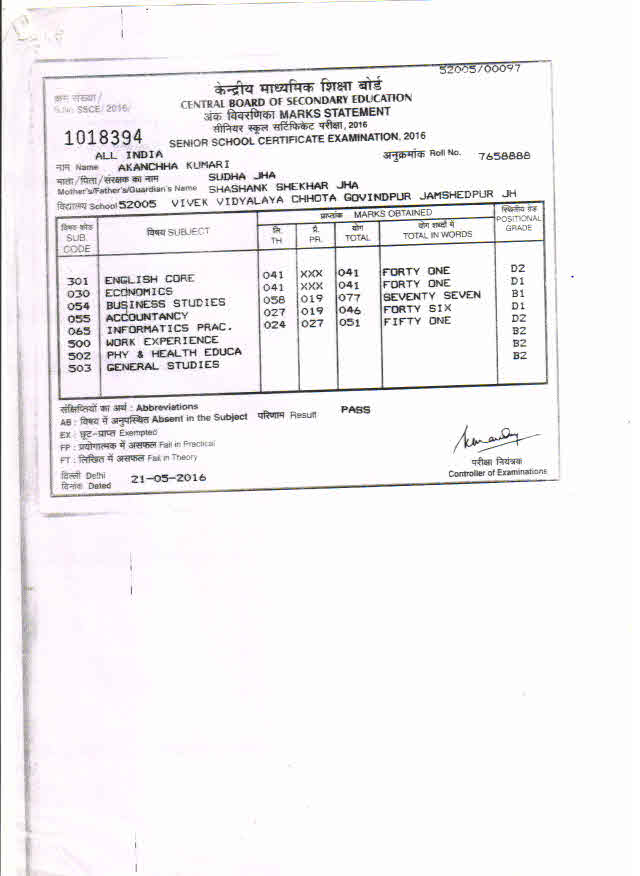 52005/00097
क्रम संख्या/
S.No. SSCE/2016/
केन्द्रीय माध्यमिक शिक्षा बोर्ड
CENTRAL BOARD OF SECONDARY EDUCATION
अंक विवरणिका MARKS STATEMENT
सीनियर स्कूल सर्टिफिकेट परीक्षा, 2016
1018394 SENIOR SCHOOL CERTIFICATE EXAMINATION, 2016
ALL INDIA अनुक्रमांक Roll No. 7658888
नाम Name AKANCHHA KUMARI
माता/पिता/संरक्षक का नाम SUDHA JHA
Mother's/Father's/Guardian's Name SHASHANK SHEKHAR JHA
विद्यालय School 52005 VIVEK VIDYALAYA CHHOTA GOVINDPUR JAMSHEDPUR JH
विषय कोड SUB. CODE विषय SUBJECT प्राप्तांक MARKS OBTAINED स्थितीय ग्रेड POSITIONAL GRADE
लि. TH. प्रै. PR. योग TOTAL योग शब्दों में TOTAL IN WORDS
301 ENGLISH CORE 041 XXX 041 FORTY ONE D2
030 ECONOMICS 041 XXX 041 FORTY ONE D1
054 BUSINESS STUDIES 058 019 077 SEVENTY SEVEN B1
055 ACCOUNTANCY 027 019 046 FORTY SIX D1
065 INFORMATICS PRAC. 024 027 051 FIFTY ONE D2
500 WORK EXPERIENCE B2
502 PHY & HEALTH EDUCA B2
503 GENERAL STUDIES B2
संक्षिप्तियों का अर्थ : Abbreviations
AB : विषय में अनुपस्थित Absent in the Subject परिणाम Result PASS
EX : छूट-प्राप्त Exempted
FP : प्रयोगात्मक में असफल Fail in Practical
FT : लिखित में असफल Fail in Theory
दिल्ली Delhi
दिनांक Dated 21-05-2016
परीक्षा नियंत्रक
Controller of Examinations